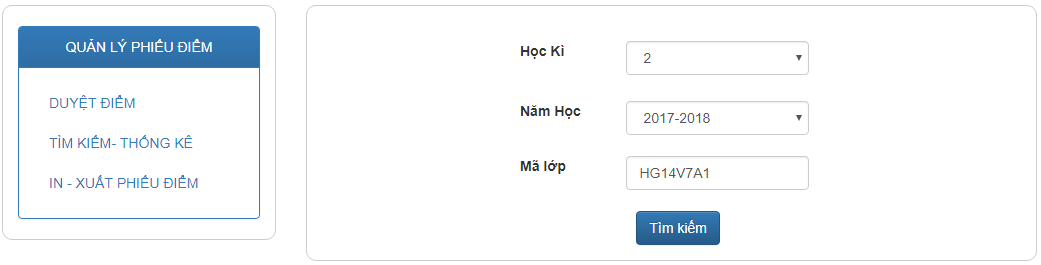 QUẢN LÝ PHIẾU ĐIỂM
DUYỆT ĐIỂM
TÌM KIẾM- THỐNG KÊ
IN - XUẤT PHIẾU ĐIỂM
Học Kì 2
Năm Học 2017-2018
Mã lớp HG14V7A1
Tìm kiếm